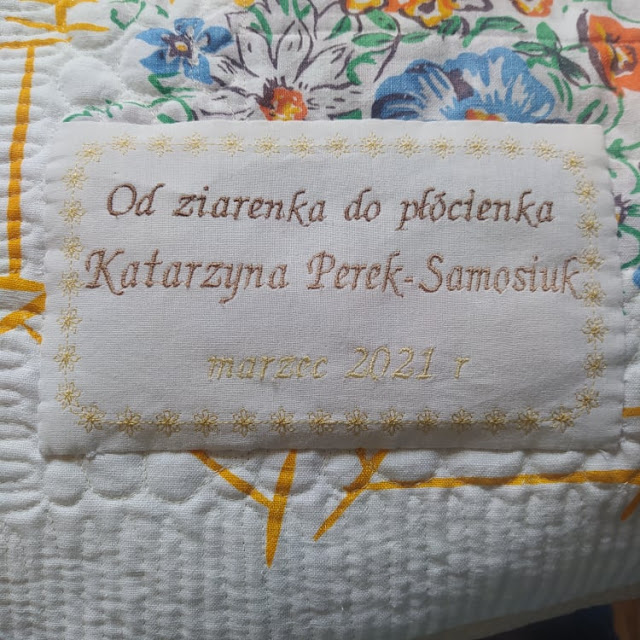 Od ziarenka do płócienka
Katarzyna Perek-Samosiuk
marzec 2021 r